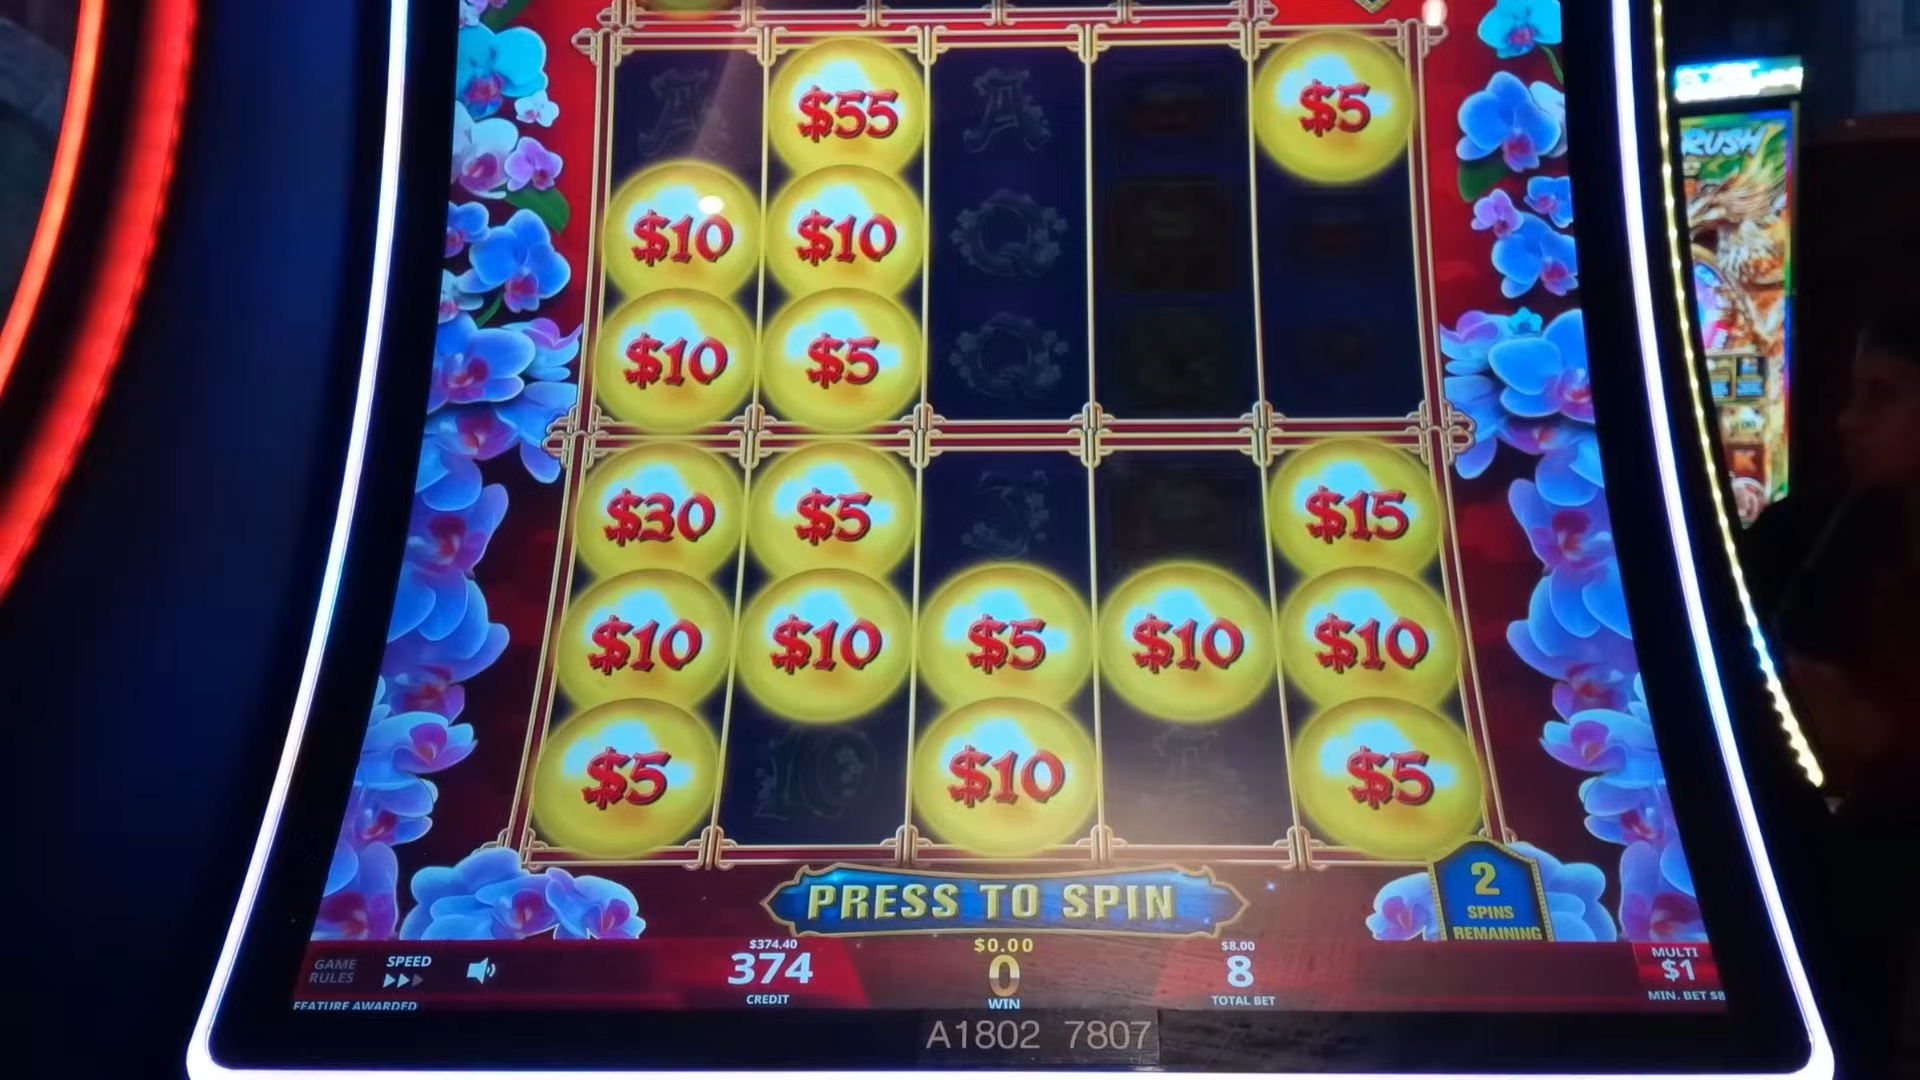 $55 $5
RUSH
$10 $10
$10 $5
$30 $5 $15
$10 $10 $5 $10 $10
$5 $10 $5
PRESS TO SPIN
2
SPINS
REMAINING
GAME
RULES
SPEED
$374.40
374
CREDIT
$0.00
0
WIN
$8.00
8
TOTAL BET
MULTI
$1
MIN. BET $8
FEATURE AWARDED
A1802 7807